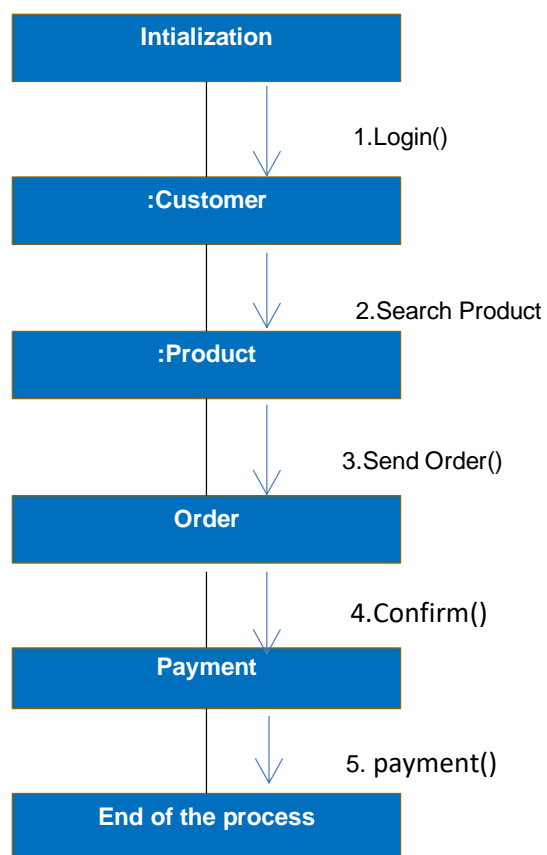 Intialization
1.Login()
:Customer
2.Search Product
:Product
3.Send Order()
Order
4.Confirm()
Payment
5. payment()
End of the process